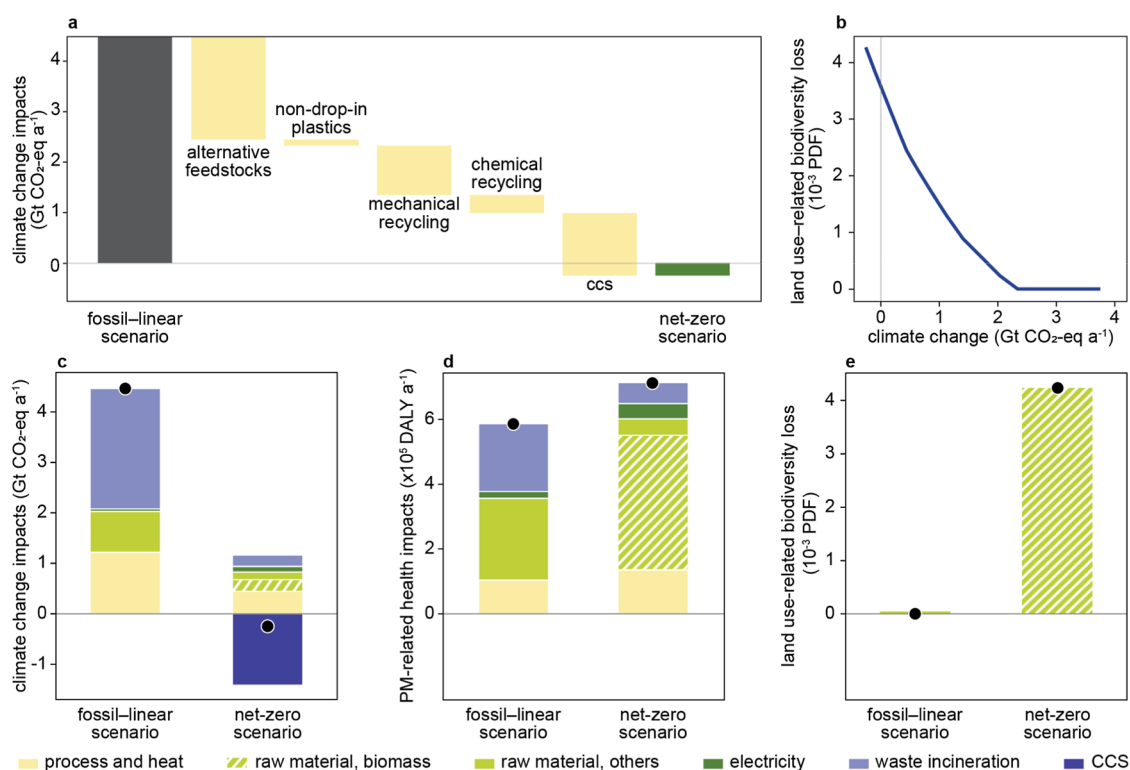 a
climate change impacts
(Gt CO₂-eq a⁻¹)
4
3
2
1
0
alternative
feedstocks
non-drop-in
plastics
mechanical
recycling
chemical
recycling
ccs
fossil–linear
scenario
net-zero
scenario
b
land use–related biodiversity loss
(10⁻³ PDF)
4
3
2
1
0
0 1 2 3 4
climate change (Gt CO₂-eq a⁻¹)
c
climate change impacts (Gt CO₂-eq a⁻¹)
4
3
2
1
0
-1
fossil–linear
scenario
net-zero
scenario
d
PM-related health impacts (x10⁵ DALY a⁻¹)
6
4
2
0
fossil–linear
scenario
net-zero
scenario
e
land use-related biodiversity loss
(10⁻³ PDF)
4
3
2
1
0
fossil–linear
scenario
net-zero
scenario
process and heat
raw material, biomass
raw material, others
electricity
waste incineration
CCS